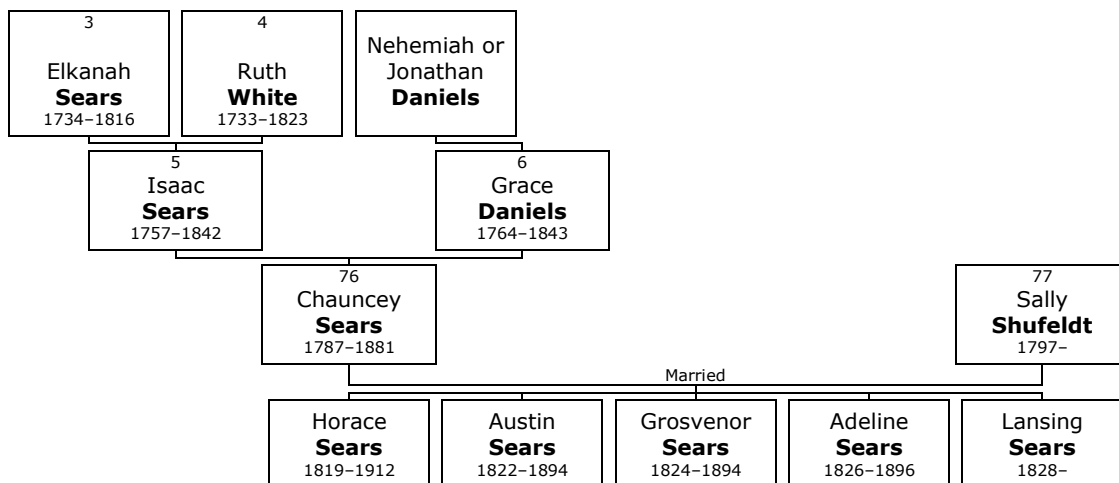 3
Elkanah
Sears
1734–1816
4
Ruth
White
1733–1823
Nehemiah or
Jonathan
Daniels
5
Isaac
Sears
1757–1842
6
Grace
Daniels
1764–1843
76
Chauncey
Sears
1787–1881
77
Sally
Shufeldt
1797–
Married
Horace
Sears
1819–1912
Austin
Sears
1822–1894
Grosvenor
Sears
1824–1894
Adeline
Sears
1826–1896
Lansing
Sears
1828–